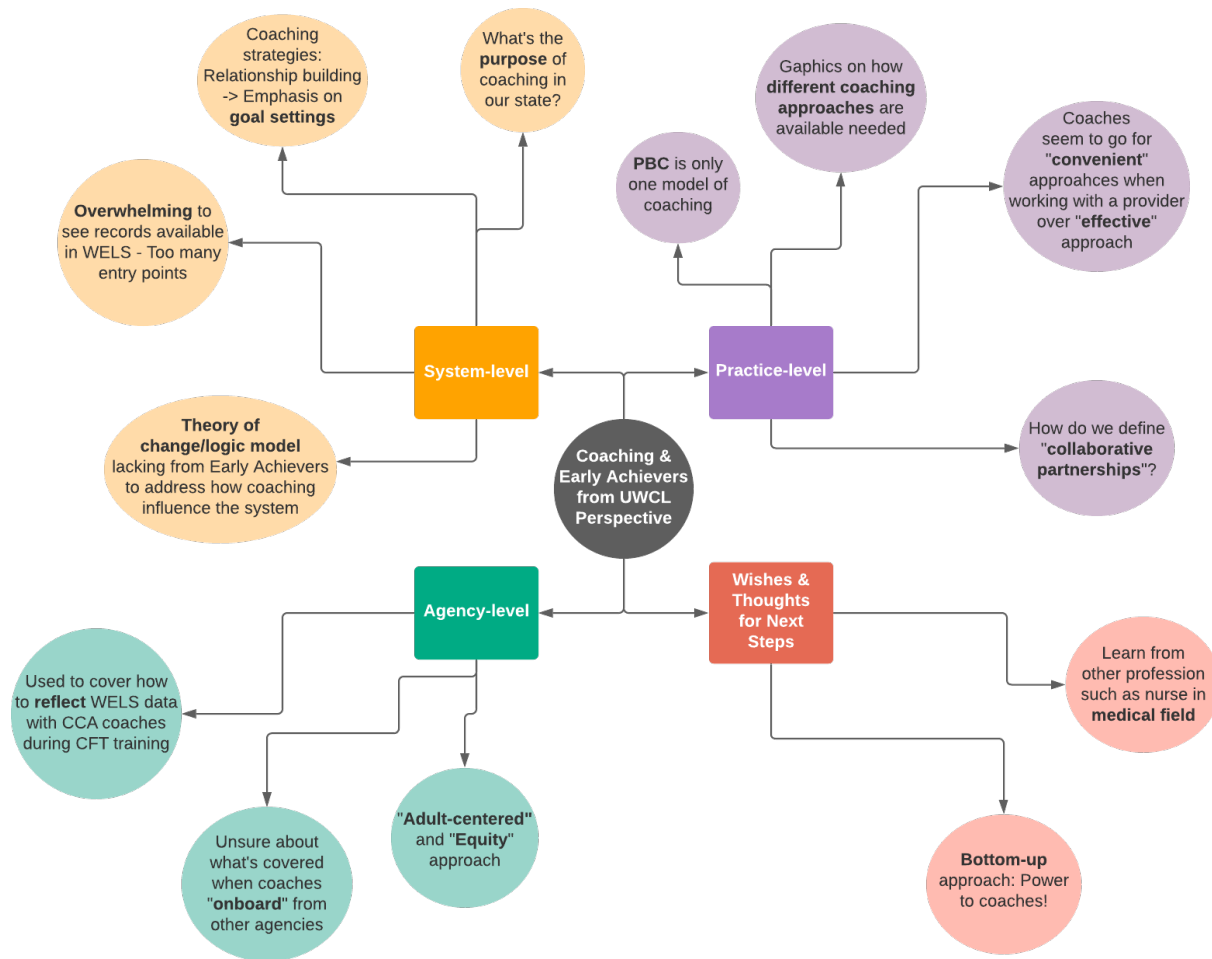 Coaching
strategies:
Relationship building
-> Emphasis on
goal settings
What's the
purpose of
coaching in
our state?
Gaphics on how
different coaching
approaches are
available needed
Coaches
seem to go for
"convenient"
approahces when
working with a provider
over "effective"
approach
PBC is only
one model of
coaching
Overwhelming to
see records available
in WELS - Too many
entry points
System-level
Practice-level
Theory of
change/logic model
lacking from Early Achievers
to address how coaching
influence the system
How do we define
"collaborative
partnerships"?
Coaching &
Early Achievers
from UWCL
Perspective
Agency-level
Wishes &
Thoughts
for Next
Steps
Used to cover how
to reflect WELS data
with CCA coaches
during CFT training
Learn from
other profession
such as nurse in
medical field
Unsure about
what's covered
when coaches
"onboard" from
other agencies
"Adult-centered"
and "Equity"
approach
Bottom-up
approach: Power
to coaches!